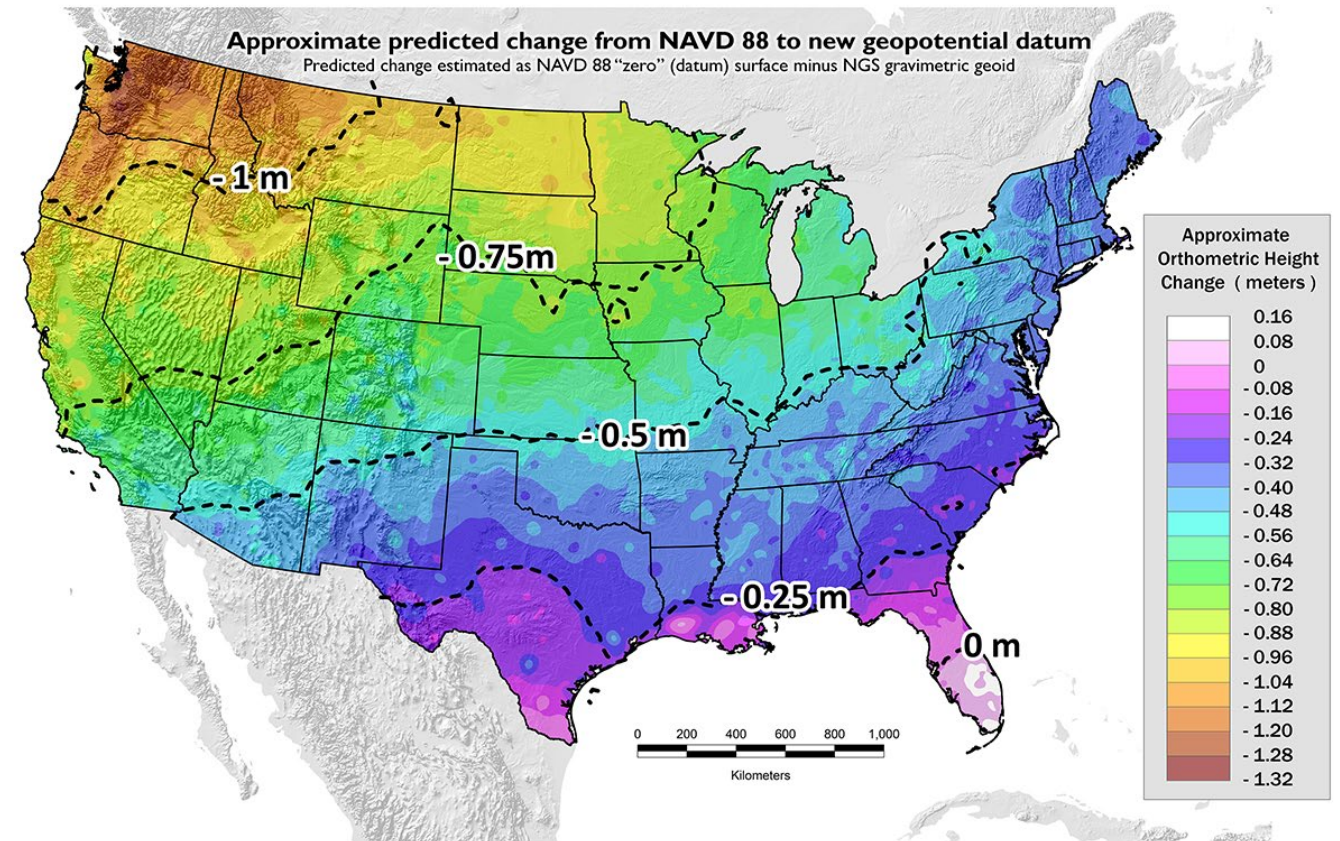 Approximate predicted change from NAVD 88 to new geopotential datum
Predicted change estimated as NAVD 88 “zero” (datum) surface minus NGS gravimetric geoid
- 1 m
- 0.75m
- 0.5 m
- 0.25 m
0 m
0 200 400 600 800 1,000
Kilometers
Approximate
Orthometric Height
Change ( meters )
0.16
0.08
0
- 0.08
- 0.16
- 0.24
- 0.32
- 0.40
- 0.48
- 0.56
- 0.64
- 0.72
- 0.80
- 0.88
- 0.96
- 1.04
- 1.12
- 1.20
- 1.28
- 1.32